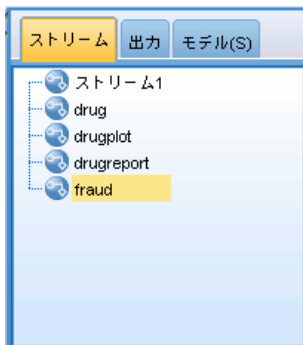 ストリーム 出力 モデル(S)
ストリーム1
drug
drugplot
drugreport
fraud